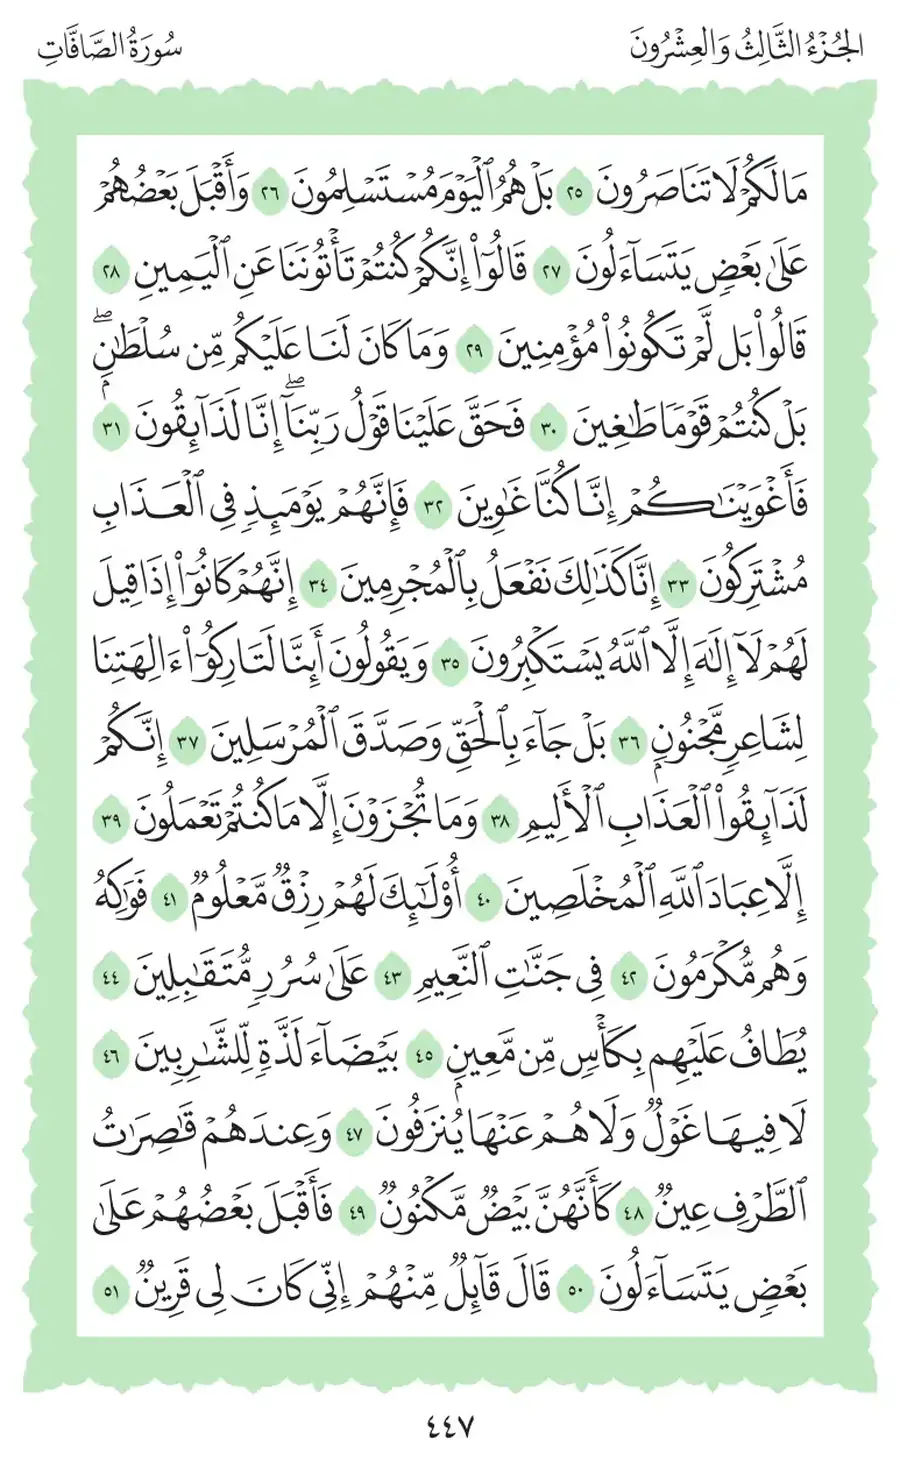 الجُزْءُ الثَّالِثُ وَالعِشْرُونَ سُورَةُ الصَّافَّاتِ
مَا لَكُمْ لَا تَنَاصَرُونَ ٢٥ بَلْ هُمُ ٱلْيَوْمَ مُسْتَسْلِمُونَ ٢٦ وَأَقْبَلَ بَعْضُهُمْ
عَلَىٰ بَعْضٍ يَتَسَآءَلُونَ ٢٧ قَالُوٓا۟ إِنَّكُمْ كُنتُمْ تَأْتُونَنَا عَنِ ٱلْيَمِينِ ٢٨
قَالُوا۟ بَل لَّمْ تَكُونُوا۟ مُؤْمِنِينَ ٢٩ وَمَا كَانَ لَنَا عَلَيْكُم مِّن سُلْطَٰنٍۭ ۖ
بَلْ كُنتُمْ قَوْمًا طَٰغِينَ ٣٠ فَحَقَّ عَلَيْنَا قَوْلُ رَبِّنَآ ۖ إِنَّا لَذَآئِقُونَ ٣١
فَأَغْوَيْنَٰكُمْ إِنَّا كُنَّا غَٰوِينَ ٣٢ فَإِنَّهُمْ يَوْمَئِذٍ فِى ٱلْعَذَابِ
مُشْتَرِكُونَ ٣٣ إِنَّا كَذَٰلِكَ نَفْعَلُ بِٱلْمُجْرِمِينَ ٣٤ إِنَّهُمْ كَانُوٓا۟ إِذَا قِيلَ
لَهُمْ لَآ إِلَٰهَ إِلَّا ٱللَّهُ يَسْتَكْبِرُونَ ٣٥ وَيَقُولُونَ أَئِنَّا لَتَارِكُوٓا۟ ءَالِهَتِنَا
لِشَاعِرٍ مَّجْنُونٍۭ ٣٦ بَلْ جَآءَ بِٱلْحَقِّ وَصَدَّقَ ٱلْمُرْسَلِينَ ٣٧ إِنَّكُمْ
لَذَآئِقُوا۟ ٱلْعَذَابِ ٱلْأَلِيمِ ٣٨ وَمَا تُجْزَوْنَ إِلَّا مَا كُنتُمْ تَعْمَلُونَ ٣٩
إِلَّا عِبَادَ ٱللَّهِ ٱلْمُخْلَصِينَ ٤٠ أُو۟لَٰٓئِكَ لَهُمْ رِزْقٌ مَّعْلُومٌ ٤١ فَوَٰكِهُ
وَهُم مُّكْرَمُونَ ٤٢ فِى جَنَّٰتِ ٱلنَّعِيمِ ٤٣ عَلَىٰ سُرُرٍ مُّتَقَٰبِلِينَ ٤٤
يُطَافُ عَلَيْهِم بِكَأْسٍ مِّن مَّعِينٍۭ ٤٥ بَيْضَآءَ لَذَّةٍ لِّلشَّٰرِبِينَ ٤٦
لَا فِيهَا غَوْلٌ وَلَا هُمْ عَنْهَا يُنزَفُونَ ٤٧ وَعِندَهُمْ قَٰصِرَٰتُ
ٱلطَّرْفِ عِينٌ ٤٨ كَأَنَّهُنَّ بَيْضٌ مَّكْنُونٌ ٤٩ فَأَقْبَلَ بَعْضُهُمْ عَلَىٰ
بَعْضٍ يَتَسَآءَلُونَ ٥٠ قَالَ قَآئِلٌ مِّنْهُمْ إِنِّى كَانَ لِى قَرِينٌ ٥١
٤٤٧